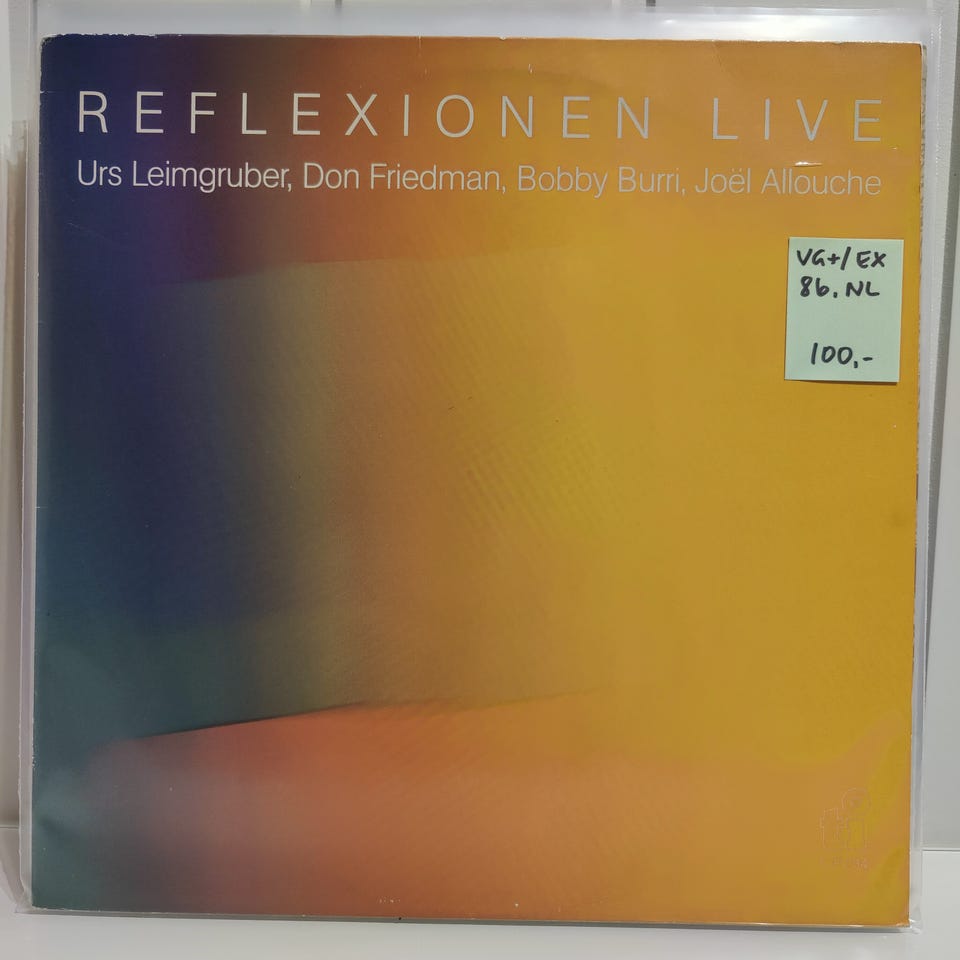 REFLEXIONEN LIVE
Urs Leimgruber, Don Friedman, Bobby Burri, Joël Allouche
VG+/EX
86. NL
100,-